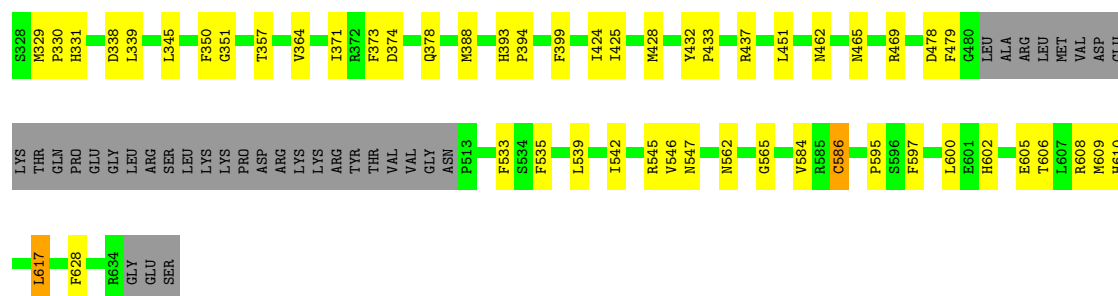 S328 M329 P330 H331 D338 L339 L345 F350 G351 T357 V364 I371 R372 F373 D374 Q378 M388 H393 P394 F399 I424 I425 M428 Y432 P433 R437 L451 N462 N465 R469 D478 F479 G480 LEU ALA ARG LEU MET VAL ASP GLU
LYS THR GLN PRO GLU GLY LEU ARG SER LEU LEU LYS LYS PRO ASP ARG LYS LYS ARG TYR THR VAL VAL GLY ASN P513 F533 S534 F535 L539 I542 R545 V546 N547 N562 G565 V584 R585 C586 P595 S596 F597 L600 E601 H602 E605 T606 L607 R608 M609 H610
L617 F628 R634 GLY GLU SER